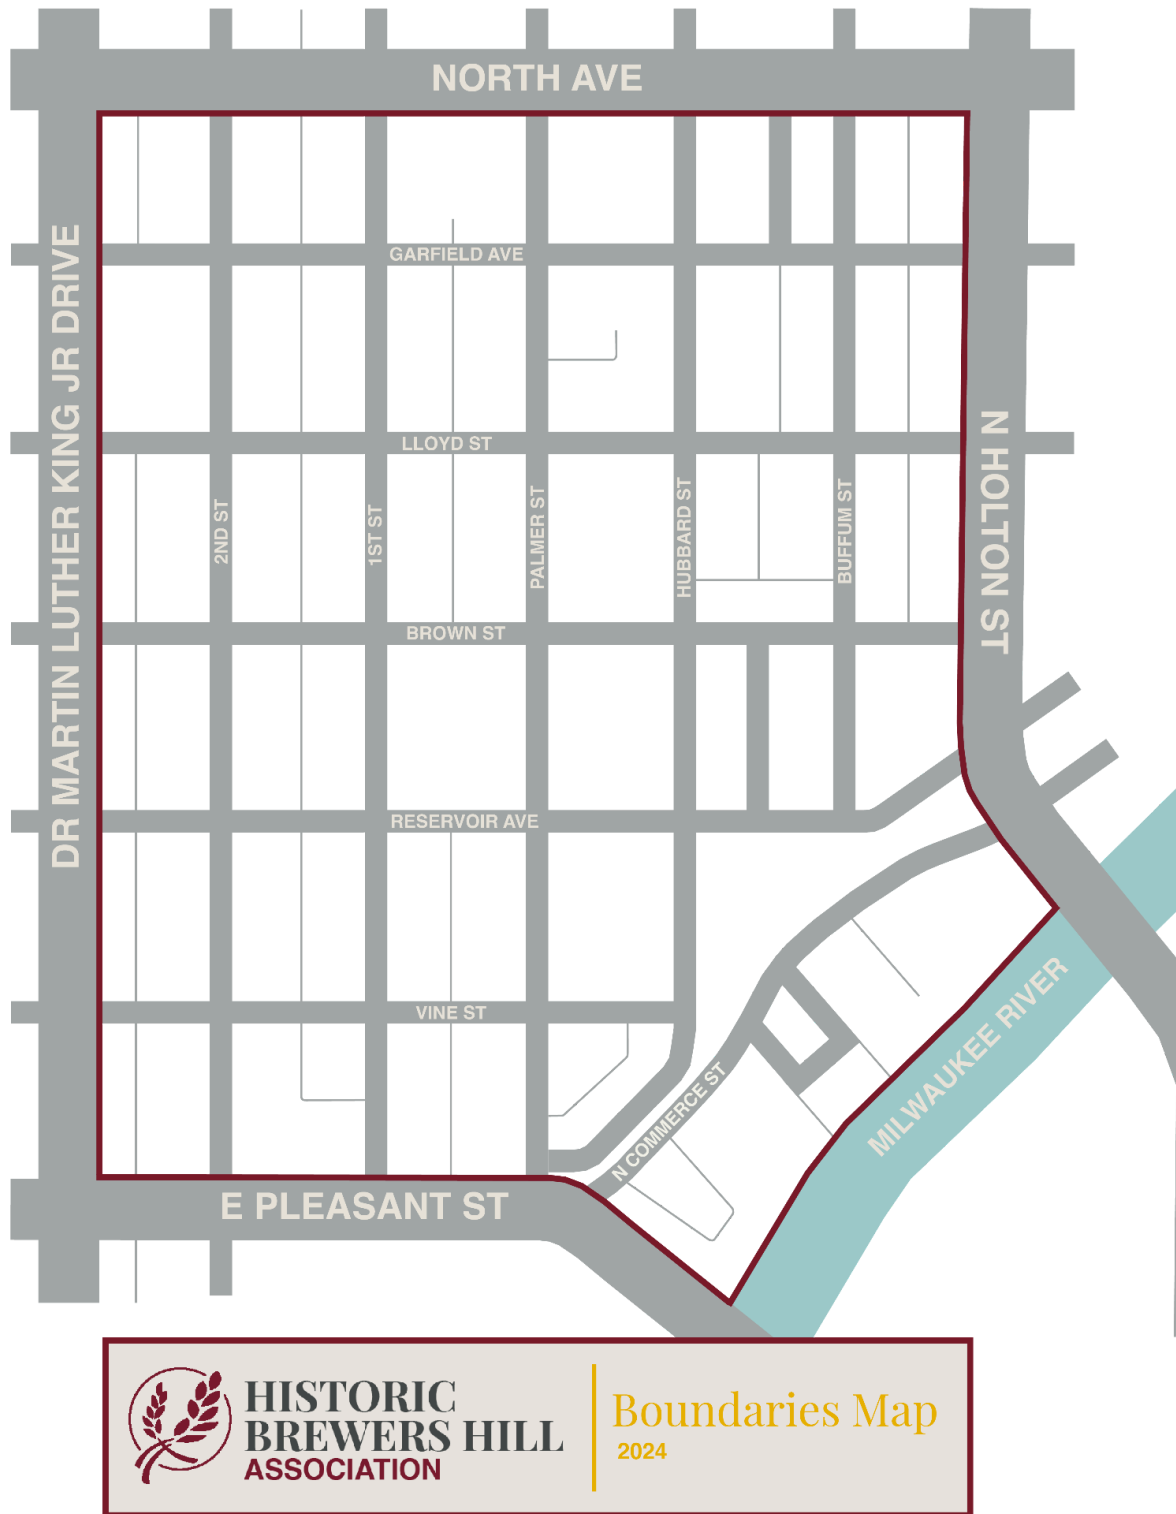 NORTH AVE
GARFIELD AVE
DR MARTIN LUTHER KING JR DRIVE
N HOLTON ST
LLOYD ST
2ND ST
1ST ST
PALMER ST
HUBBARD ST
BUFFUM ST
BROWN ST
RESERVOIR AVE
VINE ST
MILWAUKEE RIVER
N COMMERCE ST
E PLEASANT ST
HISTORIC
BREWERS HILL
ASSOCIATION
Boundaries Map
2024